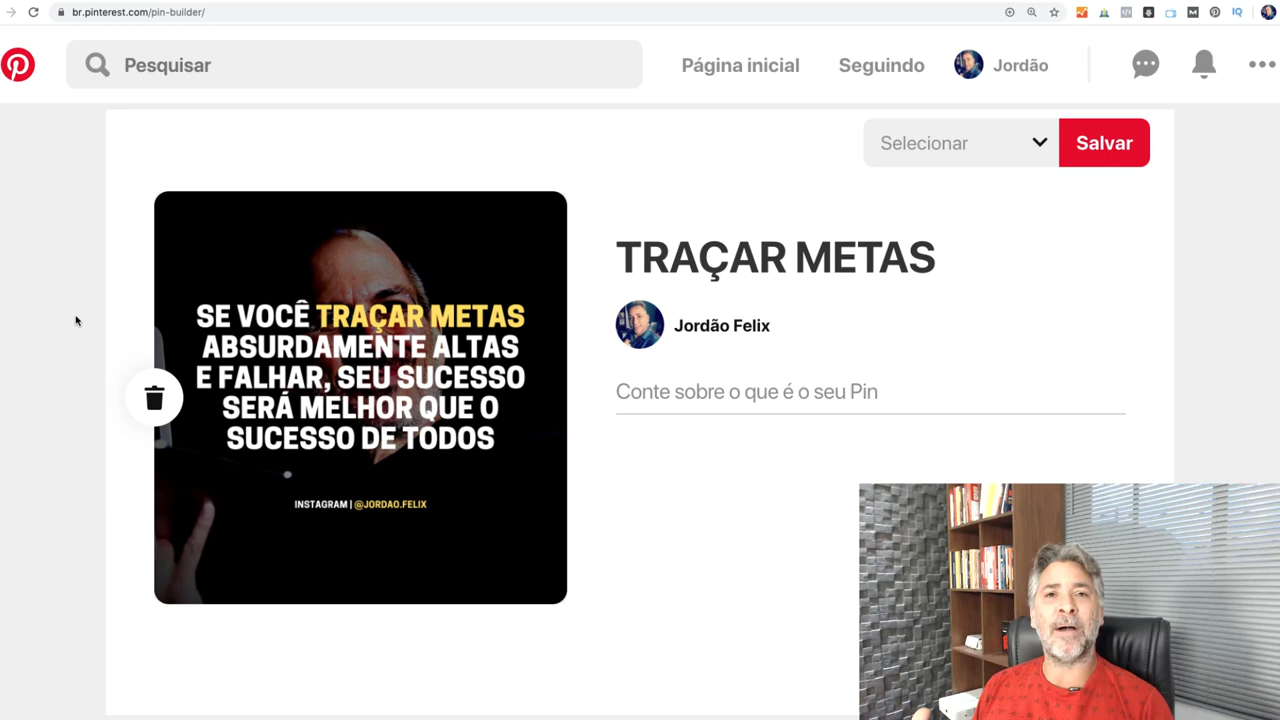 br.pinterest.com/pin-builder/
Pesquisar
Página inicial
Seguindo
Jordão
Selecionar
Salvar
SE VOCÊ TRAÇAR METAS
ABSURDAMENTE ALTAS
E FALHAR, SEU SUCESSO
SERÁ MELHOR QUE O
SUCESSO DE TODOS
INSTAGRAM | @JORDAO.FELIX
TRAÇAR METAS
Jordão Felix
Conte sobre o que é o seu Pin